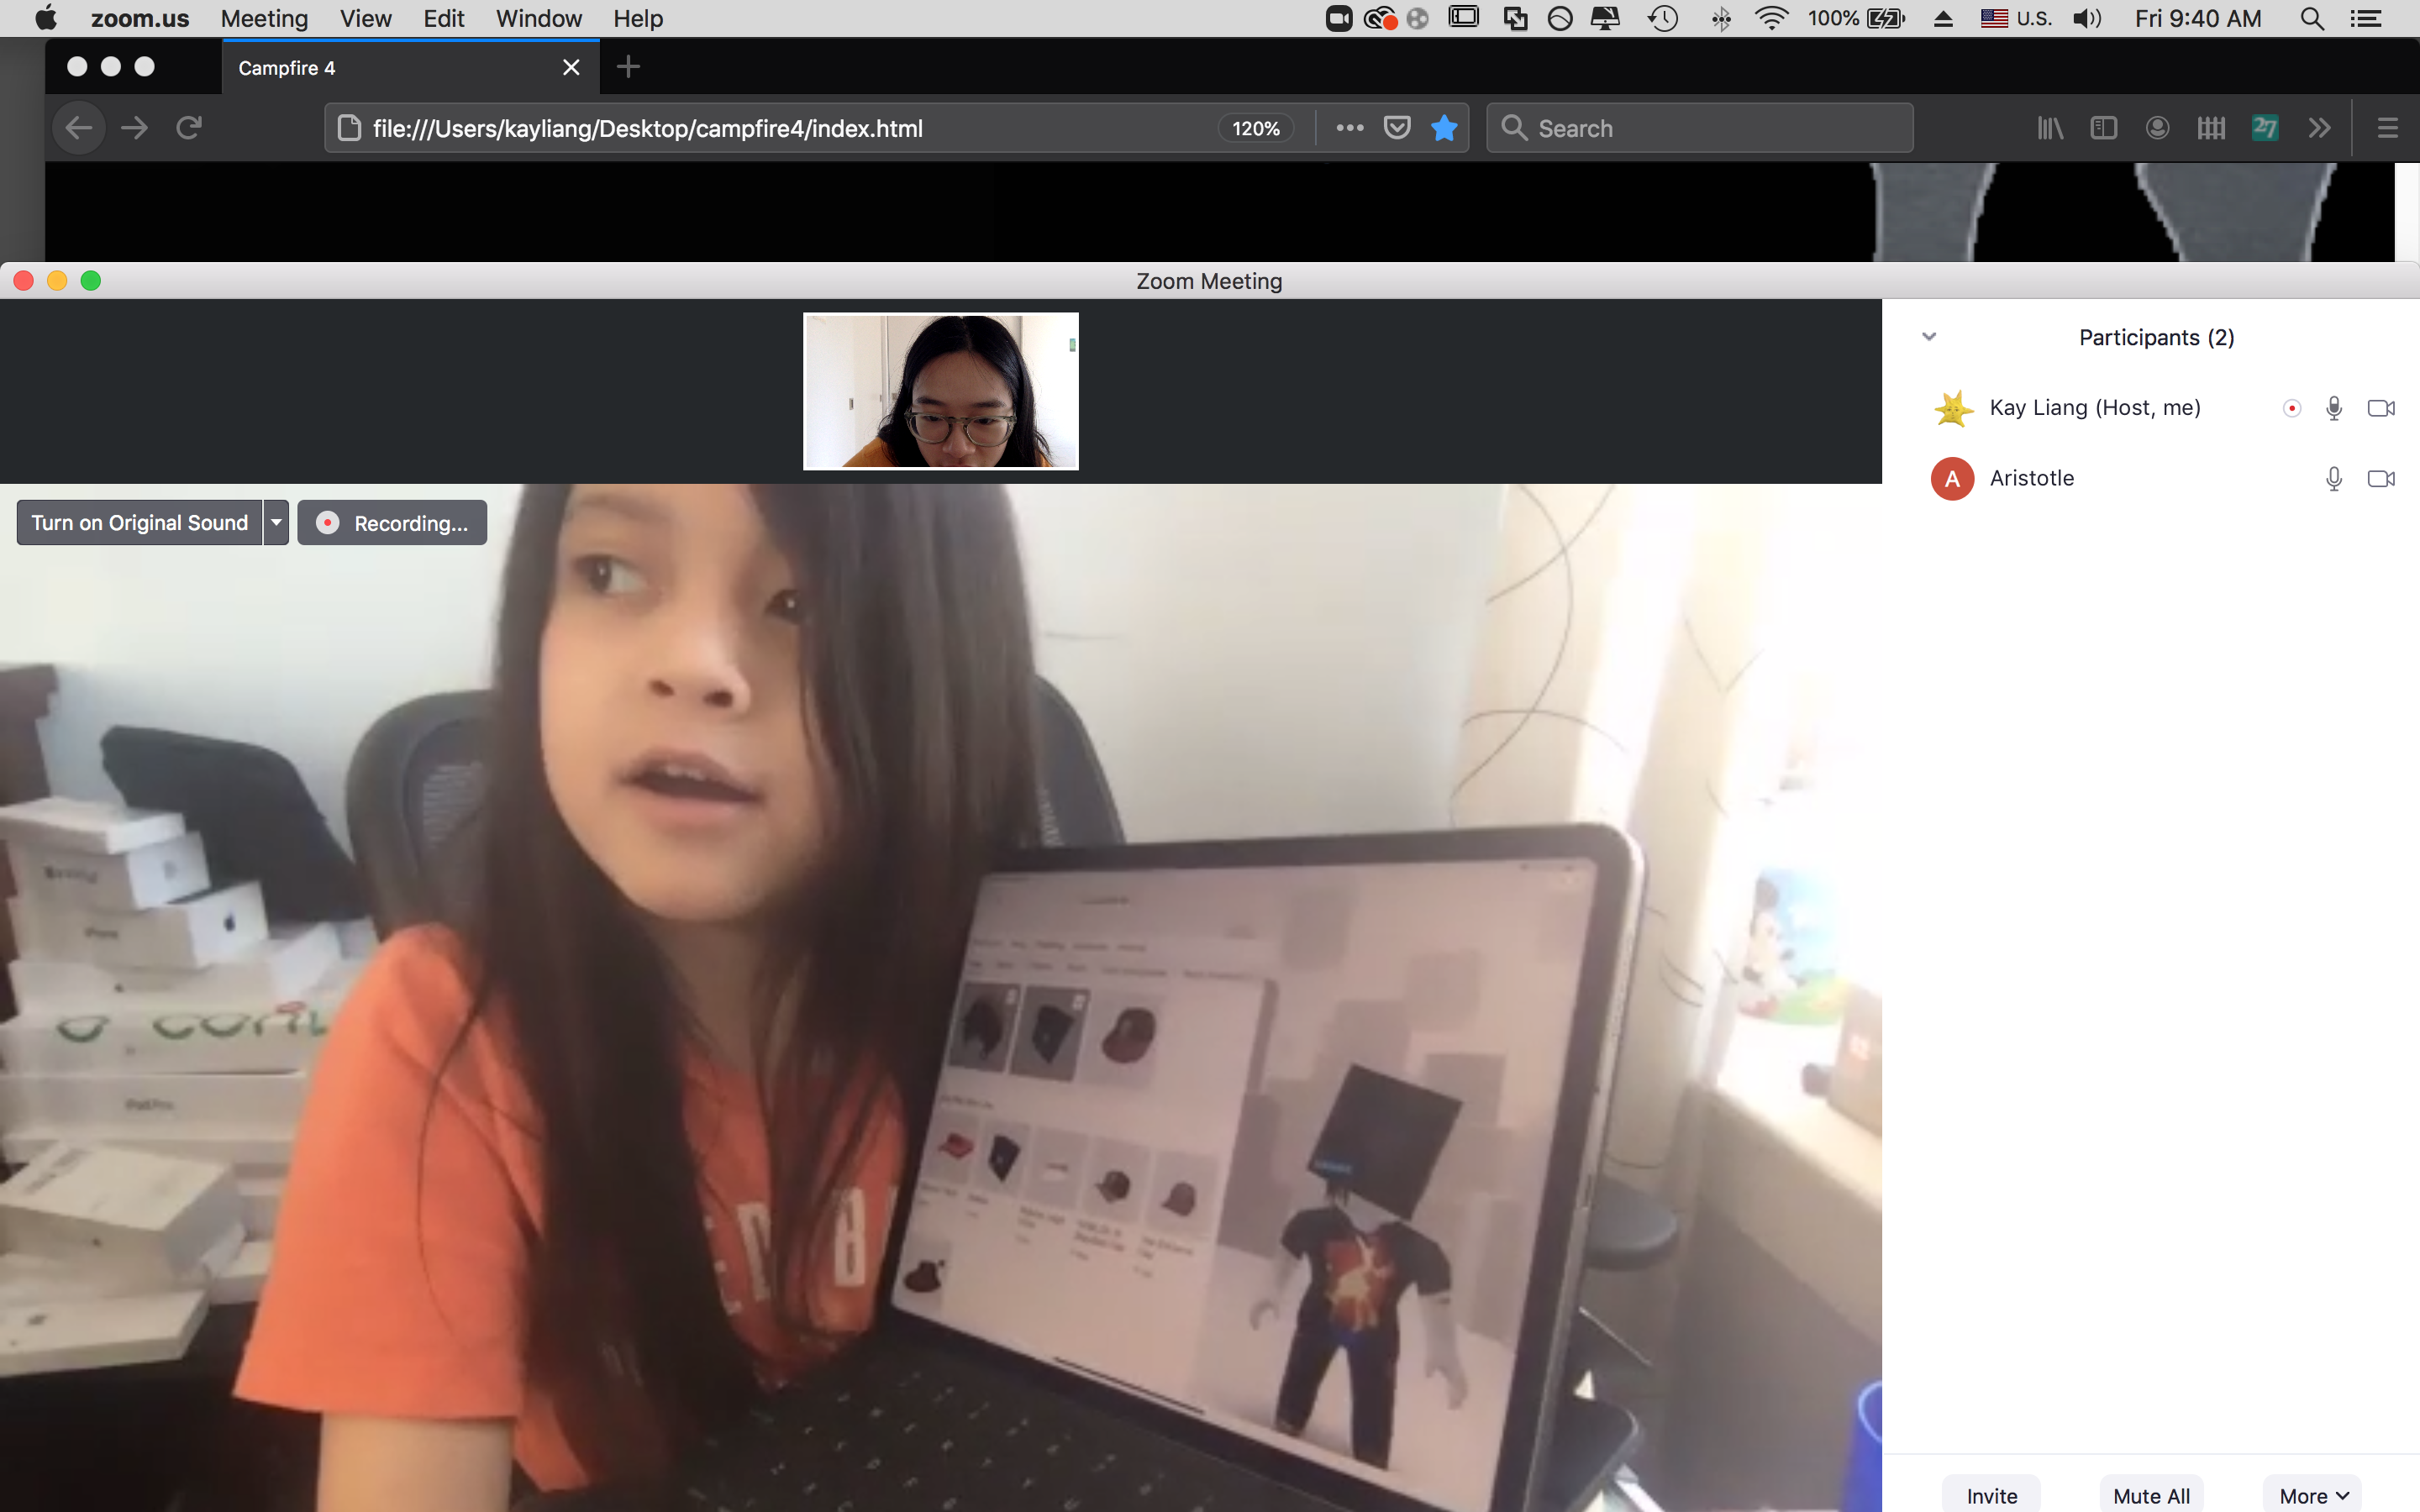 zoom.us Meeting View Edit Window Help 100% U.S. Fri 9:40 AM
Campfire 4
file:///Users/kayliang/Desktop/campfire4/index.html 120% Search 27
Zoom Meeting
Participants (2)
Kay Liang (Host, me)
A Aristotle
Turn on Original Sound Recording...
iPad Pro
Invite Mute All More